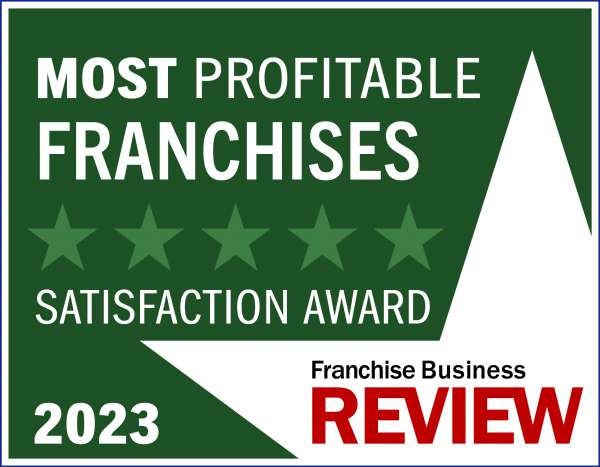 MOST PROFITABLE
FRANCHISES
SATISFACTION AWARD
Franchise Business
REVIEW
2023